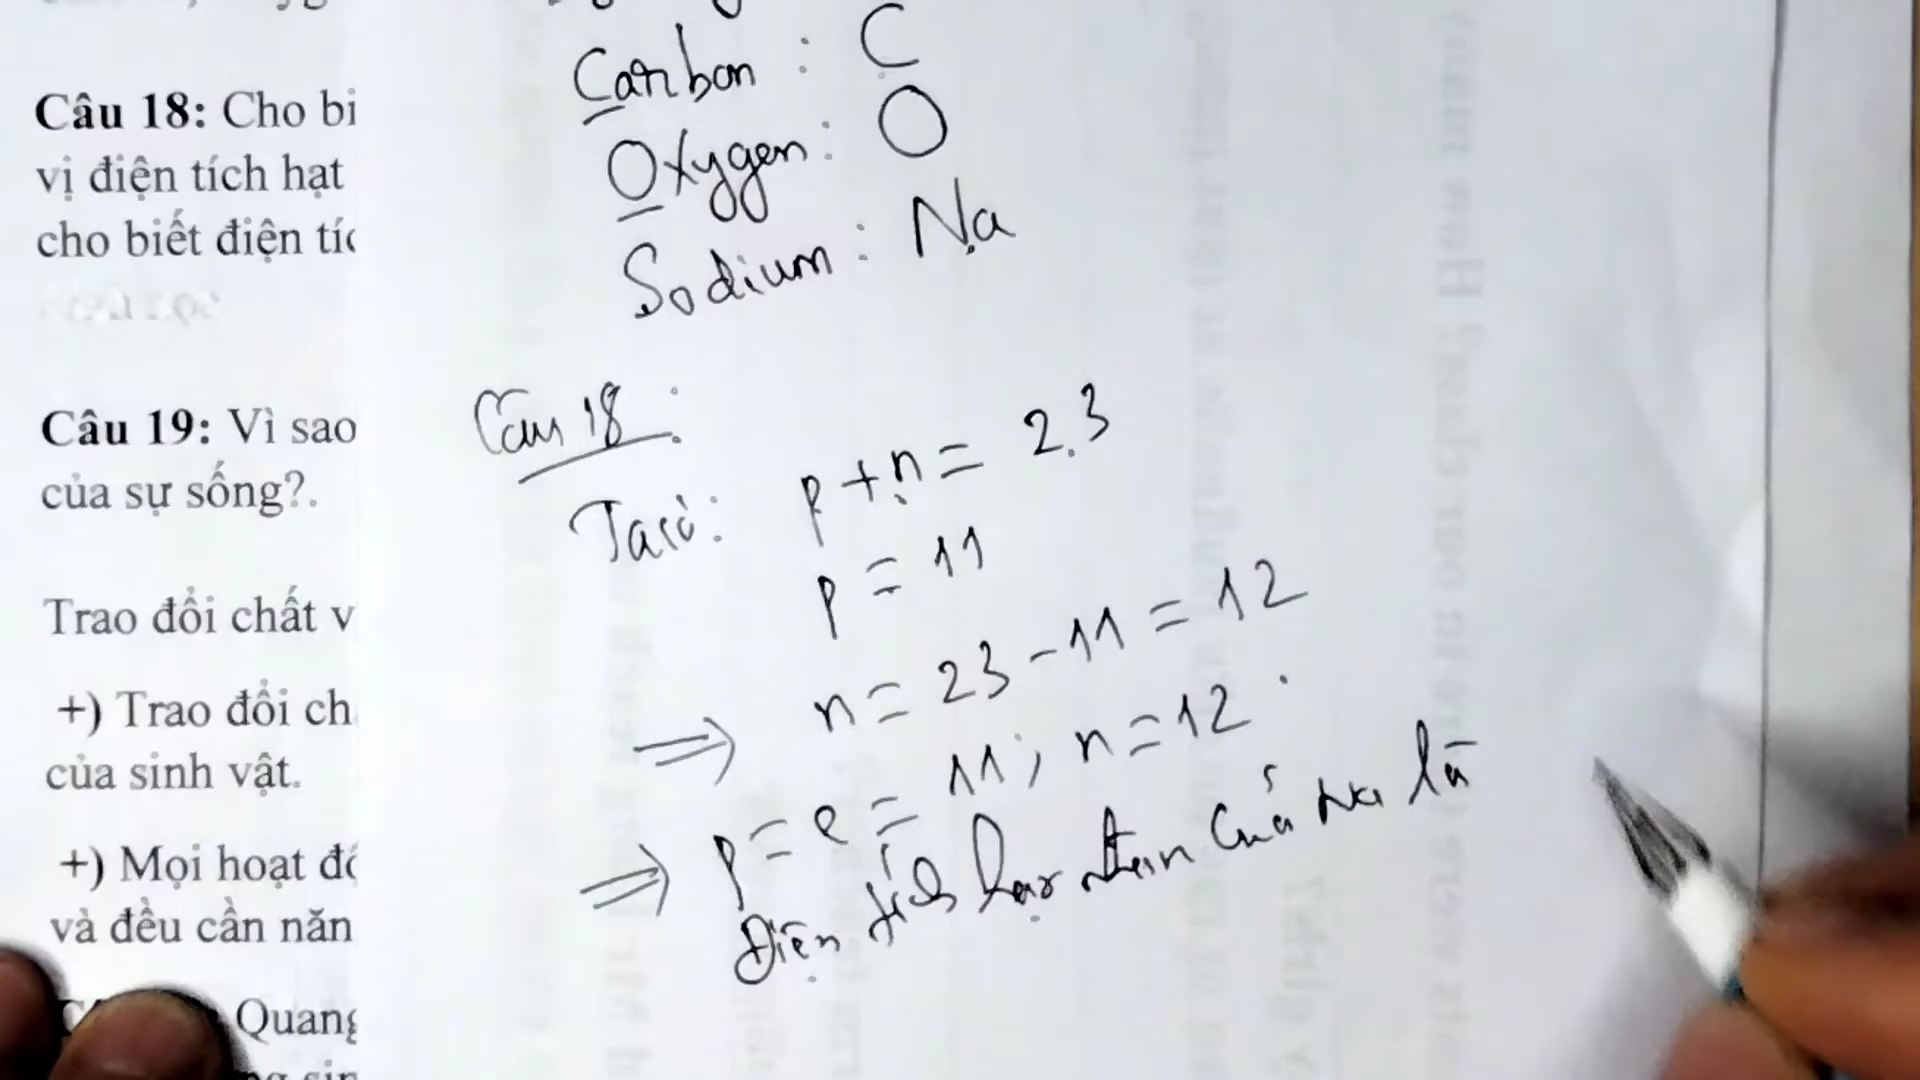 Carbon : C
Câu 18: Cho bi
Oxygen : O
vị điện tích hạt
cho biết điện tíc
Sodium : Na
Câu 18 :
Câu 19: Vì sao
Ta có : p + n = 23
của sự sống?.
p = 11
Trao đổi chất v
⇒ n = 23 - 11 = 12
+) Trao đổi ch
của sinh vật.
⇒ p = e = 11 ; n = 12 .
+) Mọi hoạt độ
Điện tích hạt nhân của Na là
và đều cần năn
Quang